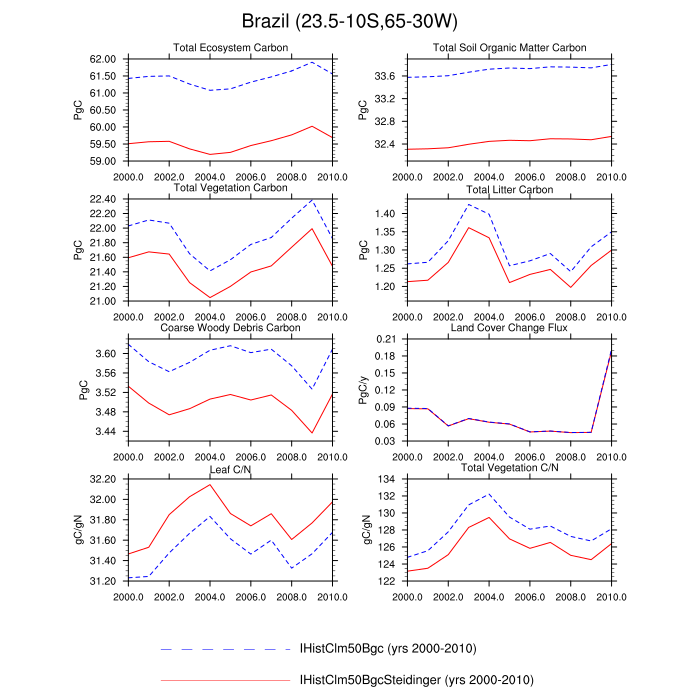 Brazil (23.5-10S,65-30W)
Total Ecosystem Carbon
PgC
62.00
61.50
61.00
60.50
60.00
59.50
59.00
2000.0 2002.0 2004.0 2006.0 2008.0 2010.0
Total Soil Organic Matter Carbon
PgC
33.6
33.2
32.8
32.4
2000.0 2002.0 2004.0 2006.0 2008.0 2010.0
Total Vegetation Carbon
PgC
22.40
22.20
22.00
21.80
21.60
21.40
21.20
21.00
2000.0 2002.0 2004.0 2006.0 2008.0 2010.0
Total Litter Carbon
PgC
1.40
1.35
1.30
1.25
1.20
2000.0 2002.0 2004.0 2006.0 2008.0 2010.0
Coarse Woody Debris Carbon
PgC
3.60
3.56
3.52
3.48
3.44
2000.0 2002.0 2004.0 2006.0 2008.0 2010.0
Land Cover Change Flux
PgC/y
0.21
0.18
0.15
0.12
0.09
0.06
0.03
2000.0 2002.0 2004.0 2006.0 2008.0 2010.0
Leaf C/N
gC/gN
32.20
32.00
31.80
31.60
31.40
31.20
2000.0 2002.0 2004.0 2006.0 2008.0 2010.0
Total Vegetation C/N
gC/gN
134
132
130
128
126
124
122
2000.0 2002.0 2004.0 2006.0 2008.0 2010.0
IHistClm50Bgc (yrs 2000-2010)
IHistClm50BgcSteidinger (yrs 2000-2010)